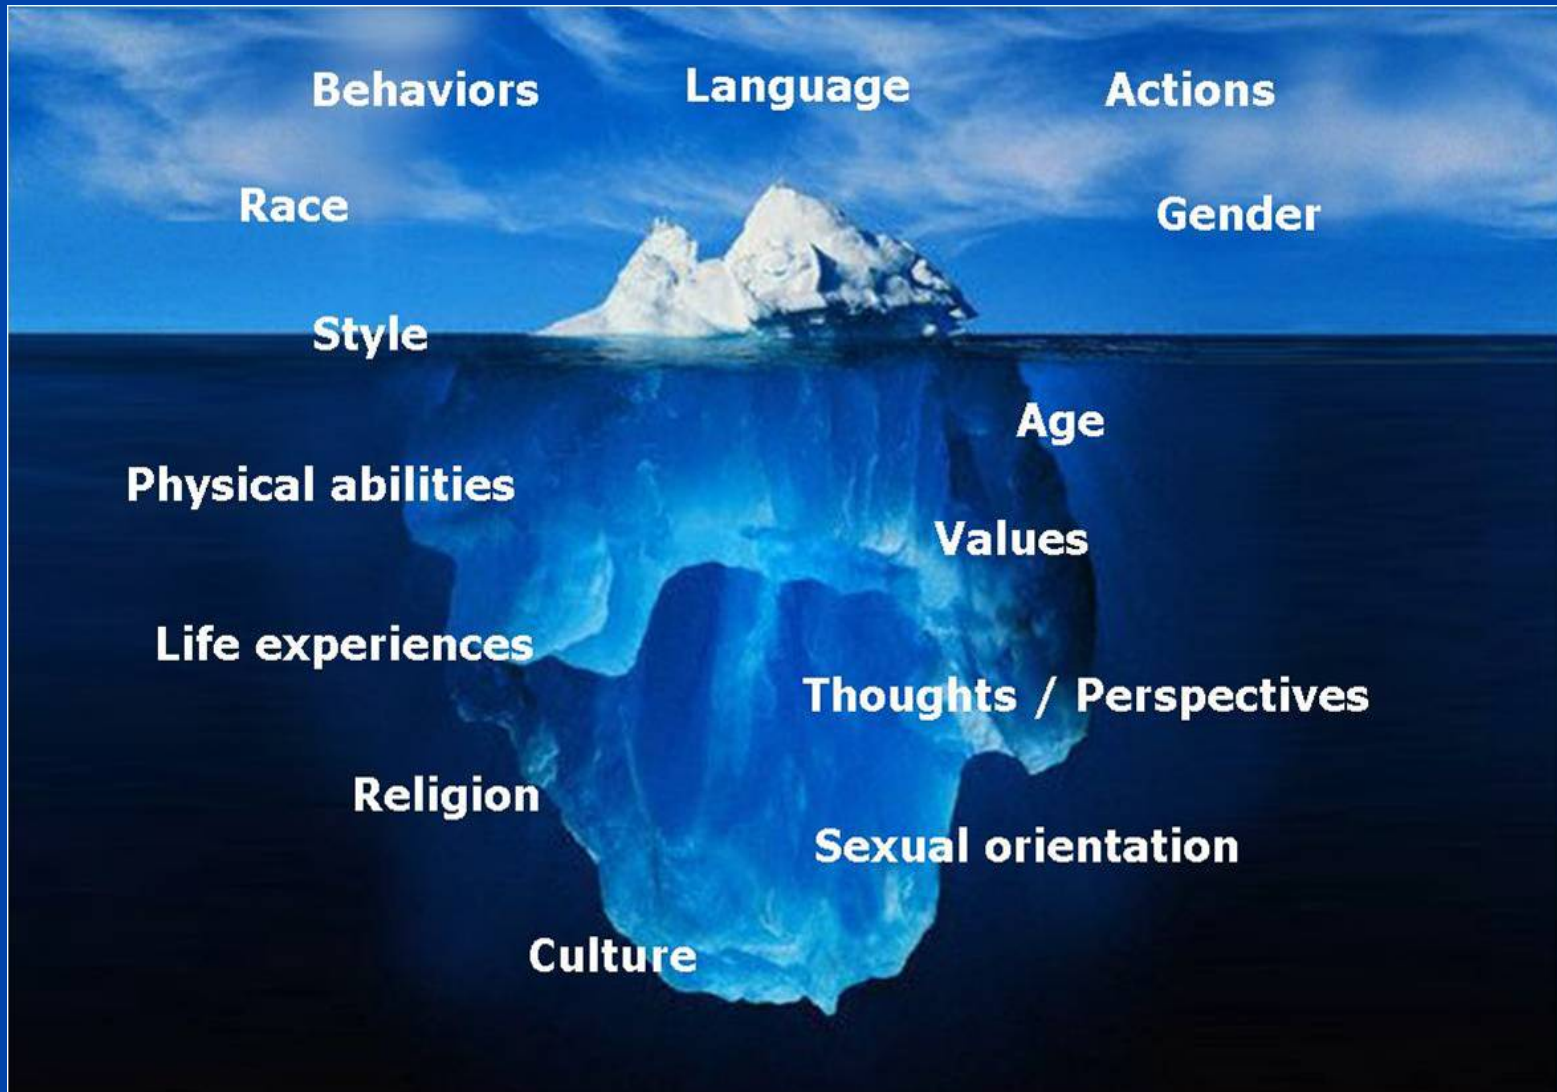 Behaviors Language Actions
Race Gender
Style
Age
Physical abilities
Values
Life experiences
Thoughts / Perspectives
Religion
Sexual orientation
Culture